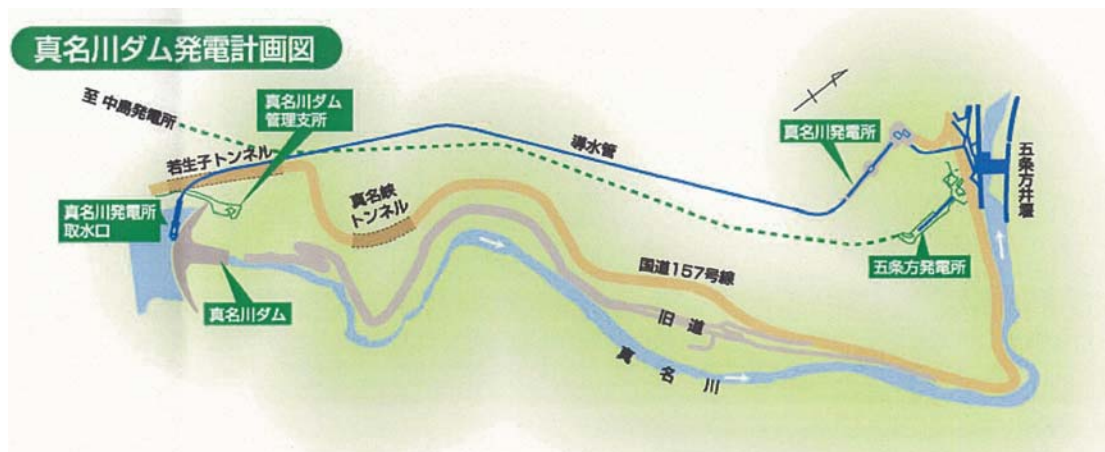 真名川ダム発電計画図
至 中島発電所
真名川ダム
管理支所
若生子トンネル
導水管
真名川発電所
五条方井堰
真名峡
トンネル
真名川発電所
取水口
国道157号線
五条方発電所
真名川ダム
旧道
真名川